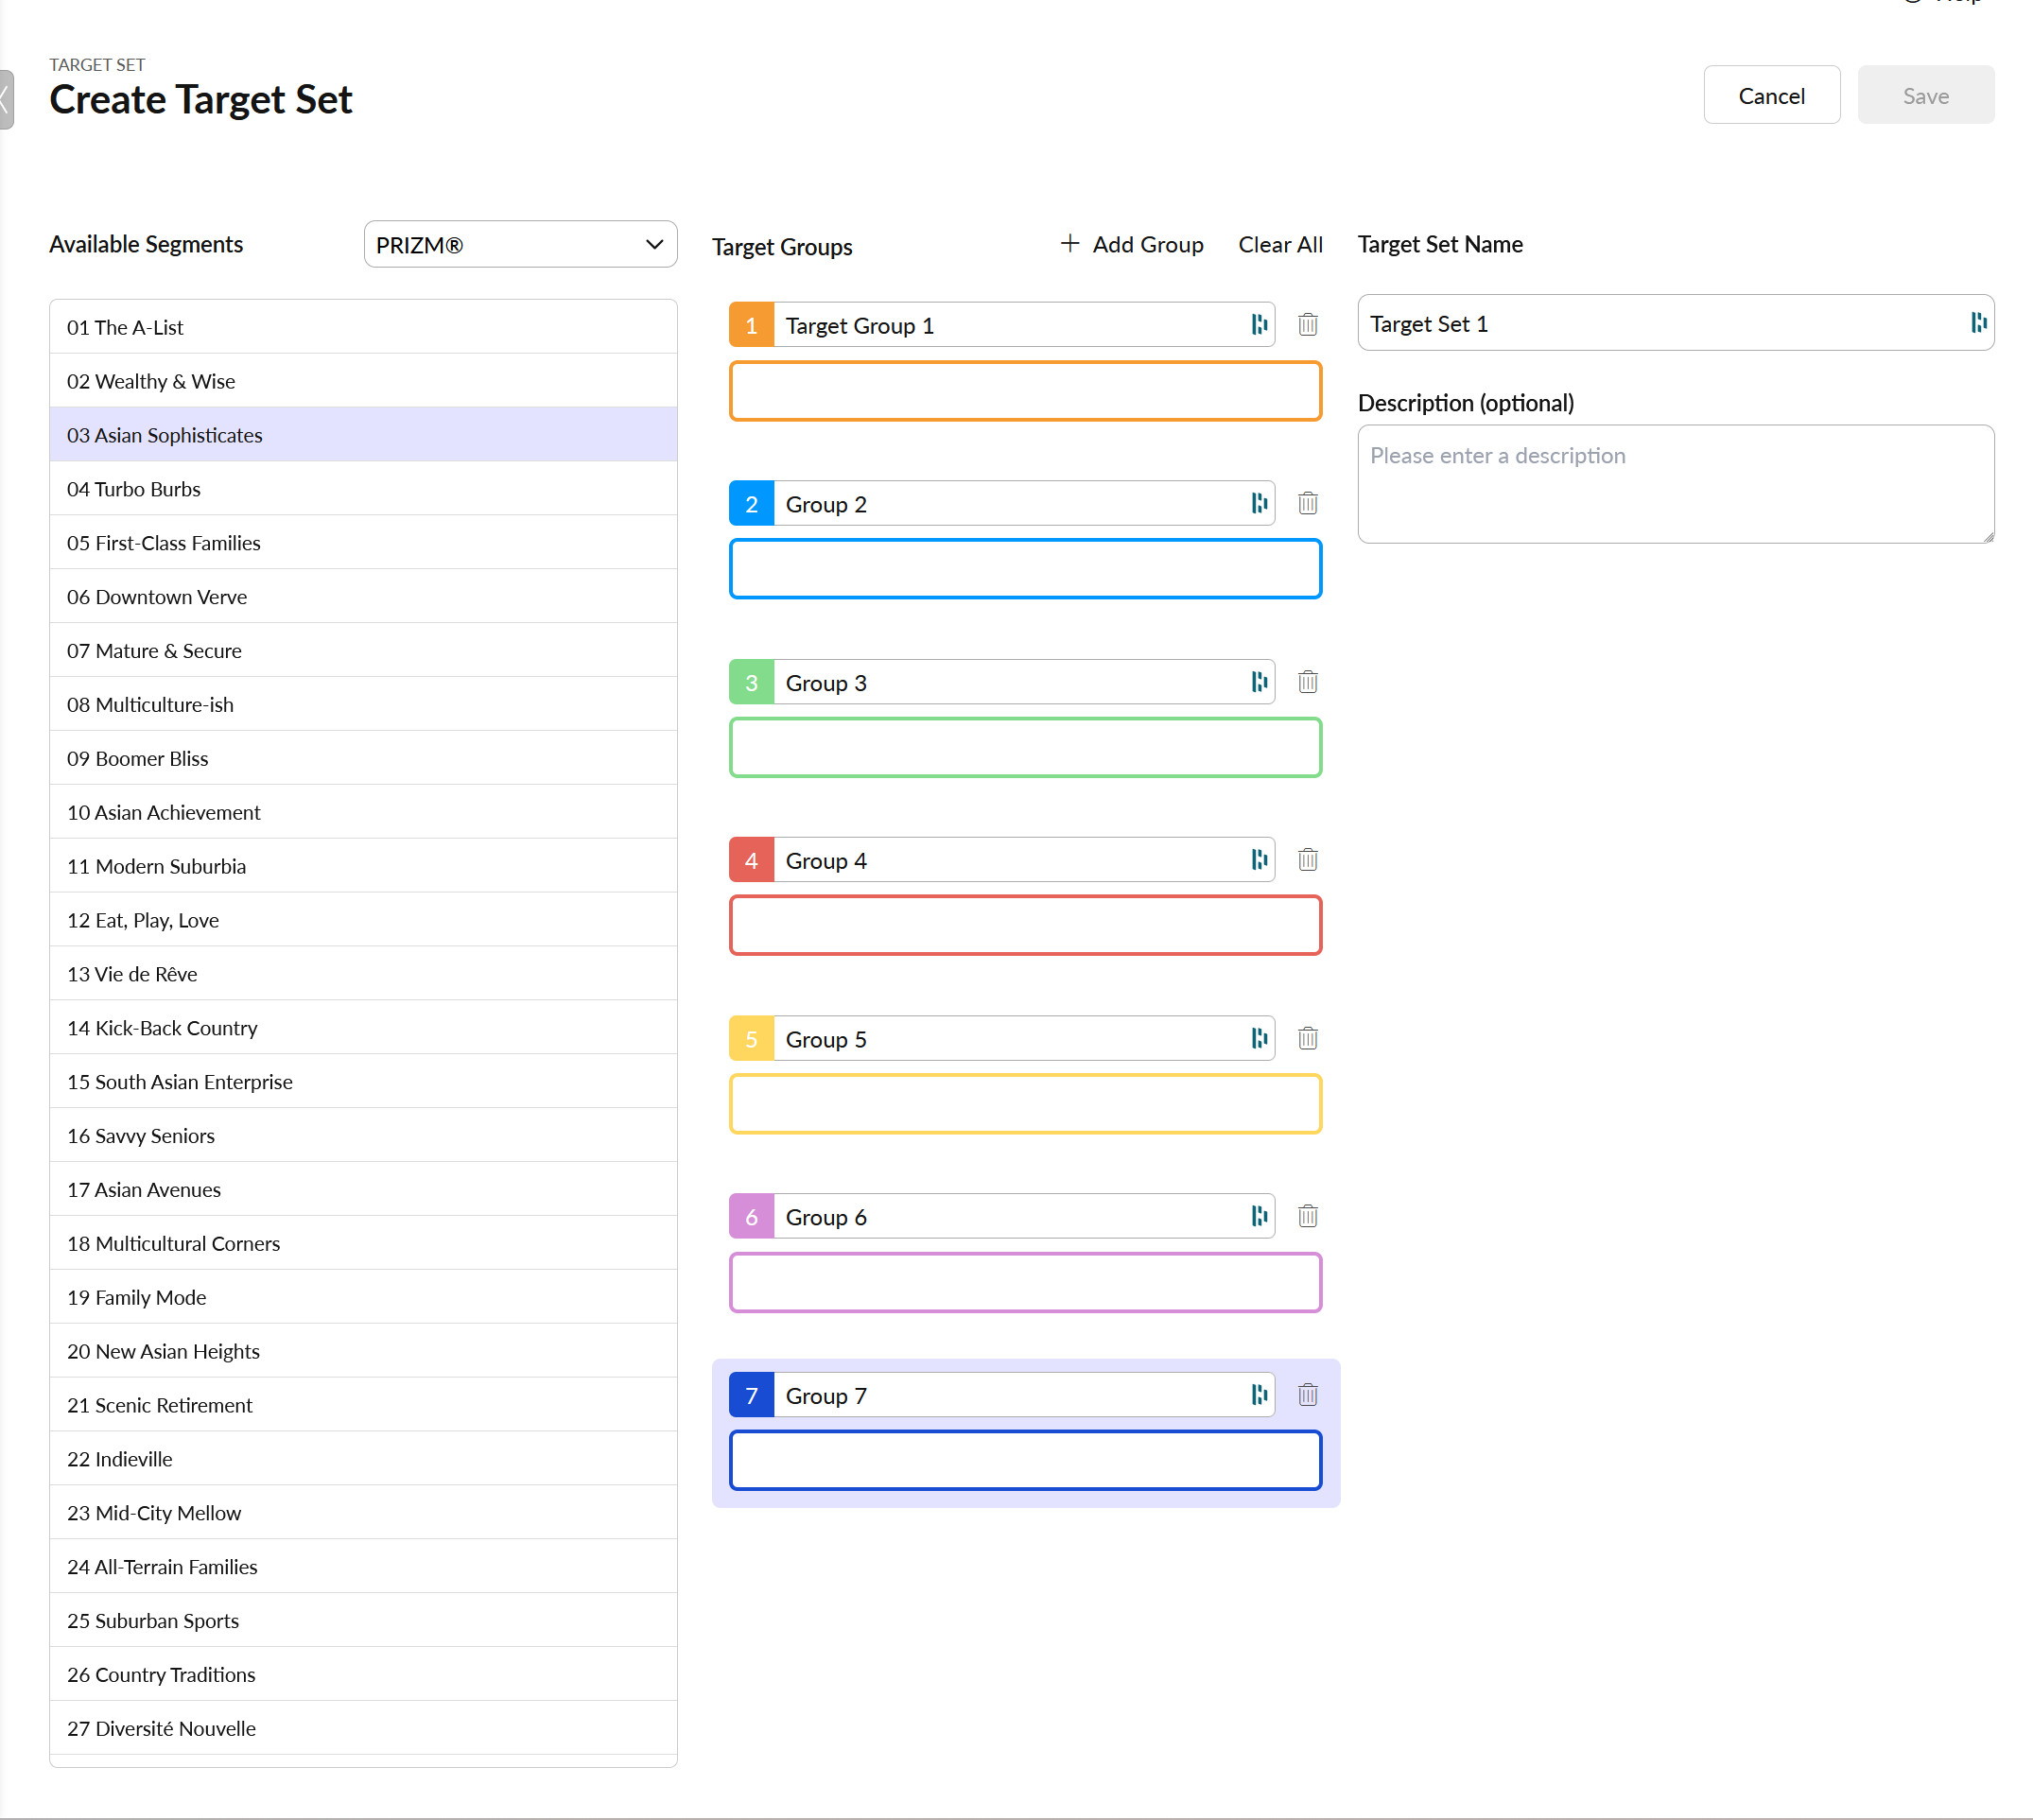 TARGET SET
Create Target Set
Cancel
Save
Available Segments
PRIZM®
01 The A-List
02 Wealthy & Wise
03 Asian Sophisticates
04 Turbo Burbs
05 First-Class Families
06 Downtown Verve
07 Mature & Secure
08 Multiculture-ish
09 Boomer Bliss
10 Asian Achievement
11 Modern Suburbia
12 Eat, Play, Love
13 Vie de Rêve
14 Kick-Back Country
15 South Asian Enterprise
16 Savvy Seniors
17 Asian Avenues
18 Multicultural Corners
19 Family Mode
20 New Asian Heights
21 Scenic Retirement
22 Indieville
23 Mid-City Mellow
24 All-Terrain Families
25 Suburban Sports
26 Country Traditions
27 Diversité Nouvelle
Target Groups
+ Add Group
Clear All
1 Target Group 1
2 Group 2
3 Group 3
4 Group 4
5 Group 5
6 Group 6
7 Group 7
Target Set Name
Target Set 1
Description (optional)
Please enter a description